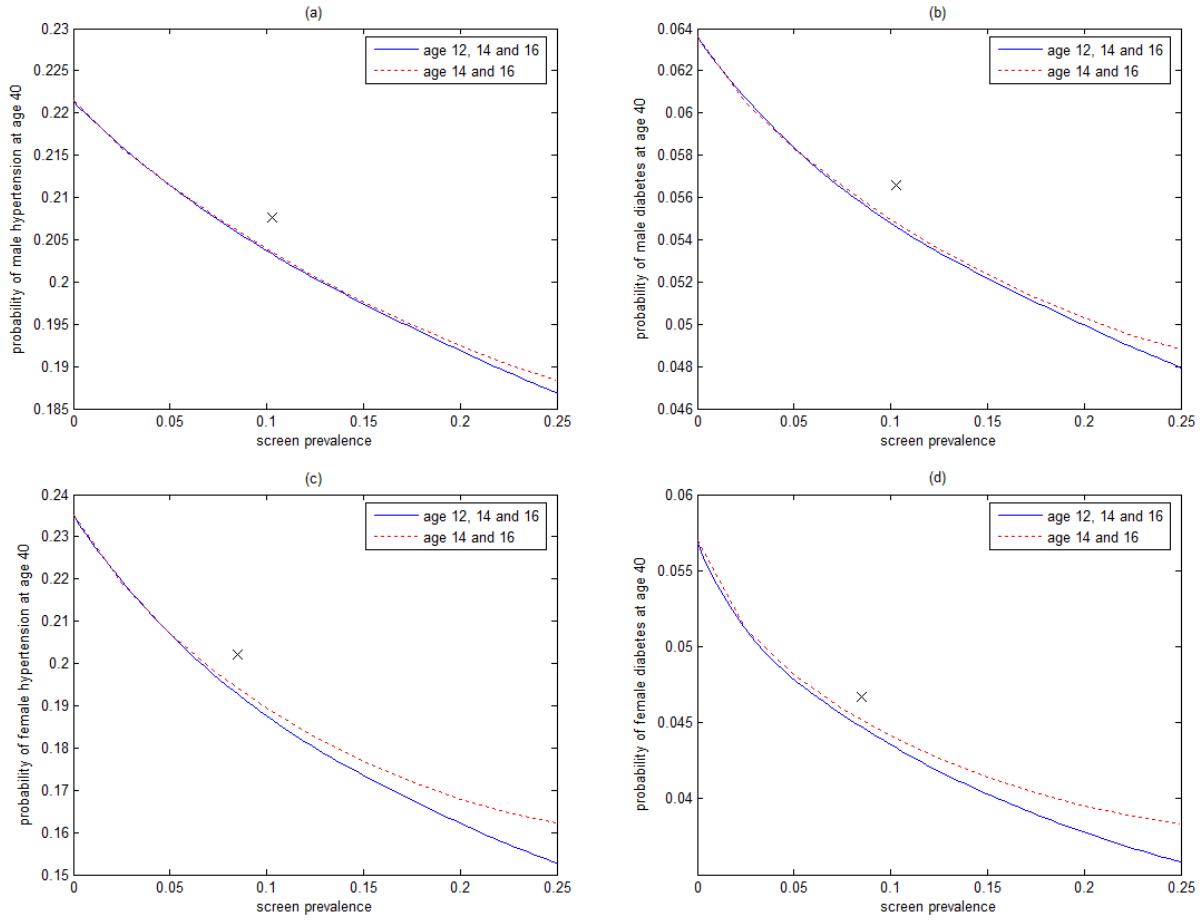 (a)
0.23
0.225
0.22
0.215
0.21
0.205
0.2
0.195
0.19
0.185
probability of male hypertension at age 40
age 12, 14 and 16
age 14 and 16
0 0.05 0.1 0.15 0.2 0.25
screen prevalence
(b)
0.064
0.062
0.06
0.058
0.056
0.054
0.052
0.05
0.048
0.046
probability of male diabetes at age 40
age 12, 14 and 16
age 14 and 16
0 0.05 0.1 0.15 0.2 0.25
screen prevalence
(c)
0.24
0.23
0.22
0.21
0.2
0.19
0.18
0.17
0.16
0.15
probability of female hypertension at age 40
age 12, 14 and 16
age 14 and 16
0 0.05 0.1 0.15 0.2 0.25
screen prevalence
(d)
0.06
0.055
0.05
0.045
0.04
probability of female diabetes at age 40
age 12, 14 and 16
age 14 and 16
0 0.05 0.1 0.15 0.2 0.25
screen prevalence